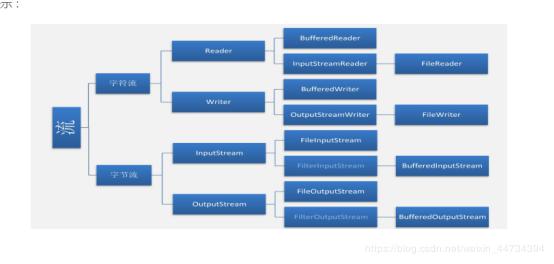 示：
BufferedReader
Reader
InputStreamReader
FileReader
字符流
BufferedWriter
Writer
OutputStreamWriter
FileWriter
流
FileInputStream
InputStream
FilterInputStream
BufferedInputStream
字节流
FileOutputStream
OutputStream
FilterOutputStream
BufferedOutputStream
https://blog.csdn.net/weixin_44734394